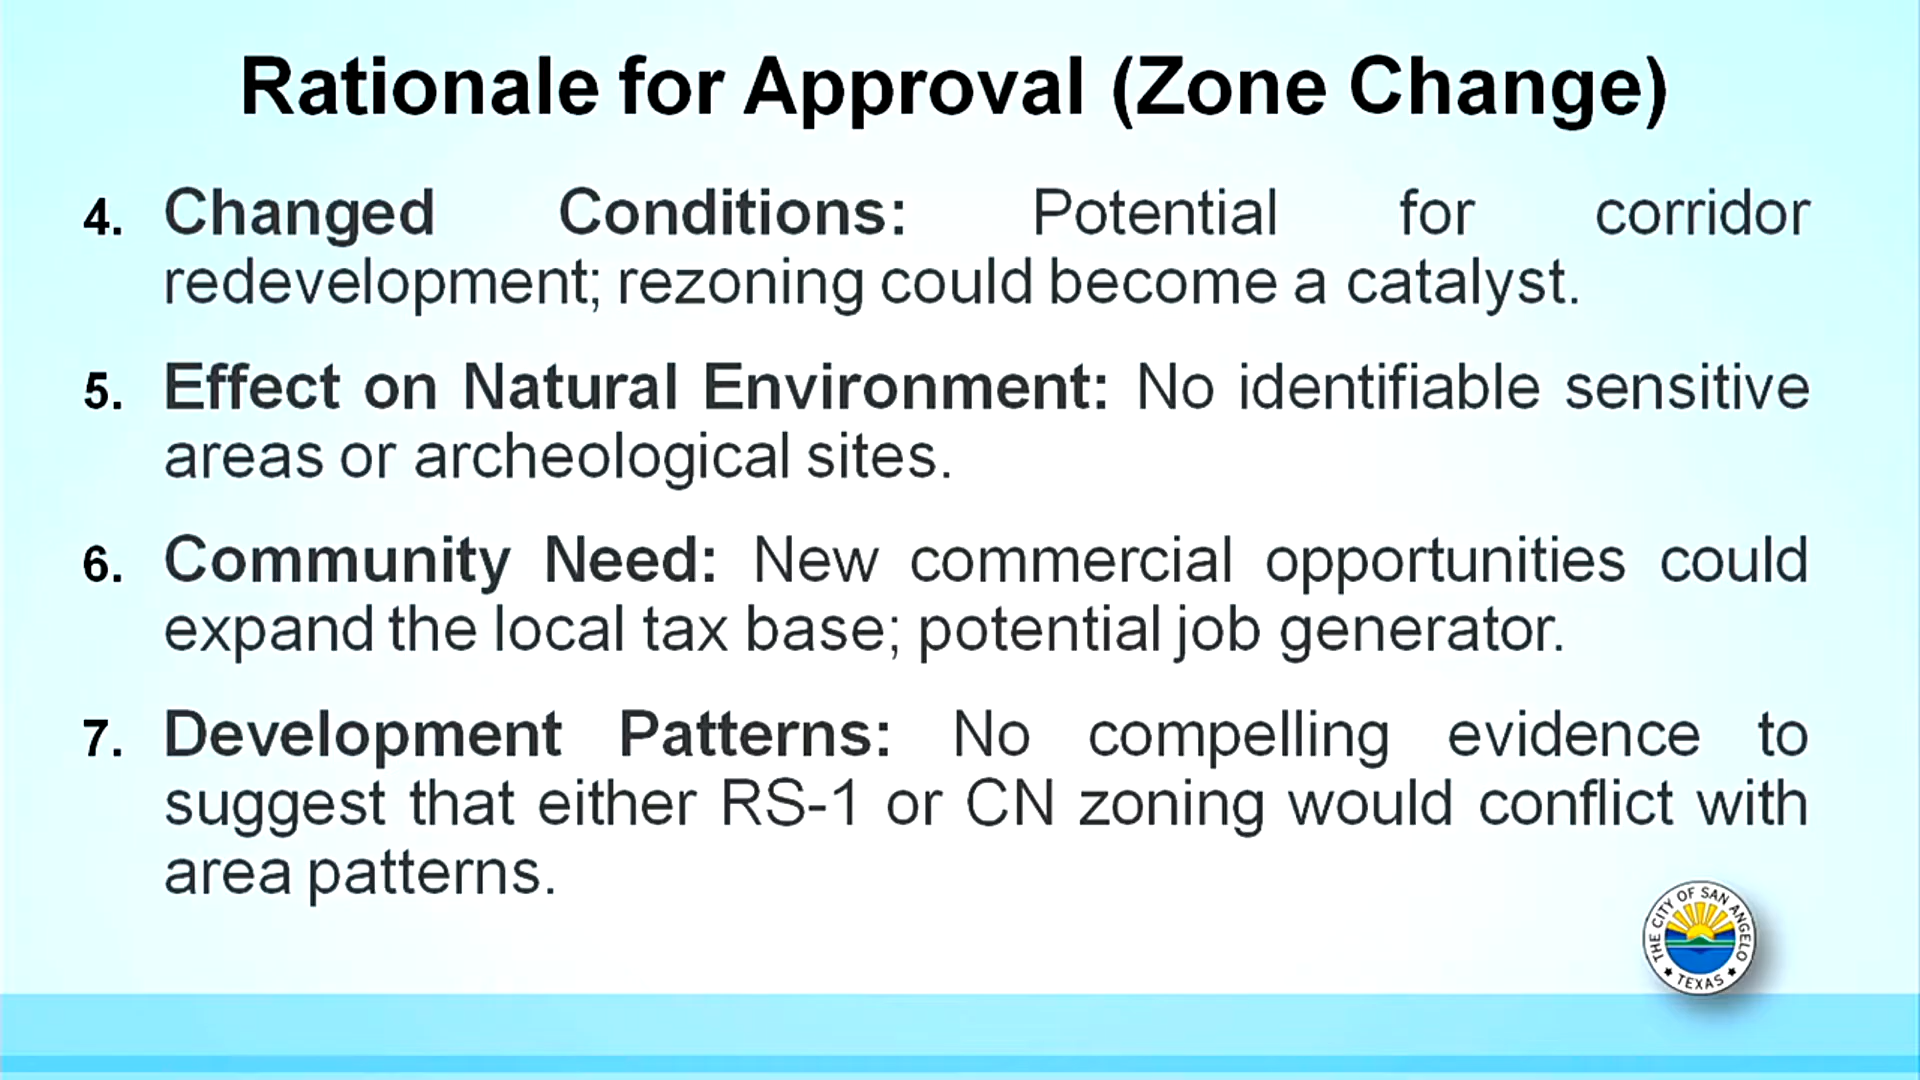 Rationale for Approval (Zone Change)
4. Changed Conditions: Potential for corridor
redevelopment; rezoning could become a catalyst.
5. Effect on Natural Environment: No identifiable sensitive
areas or archeological sites.
6. Community Need: New commercial opportunities could
expand the local tax base; potential job generator.
7. Development Patterns: No compelling evidence to
suggest that either RS-1 or CN zoning would conflict with
area patterns.
THE CITY OF SAN ANGELO
TEXAS